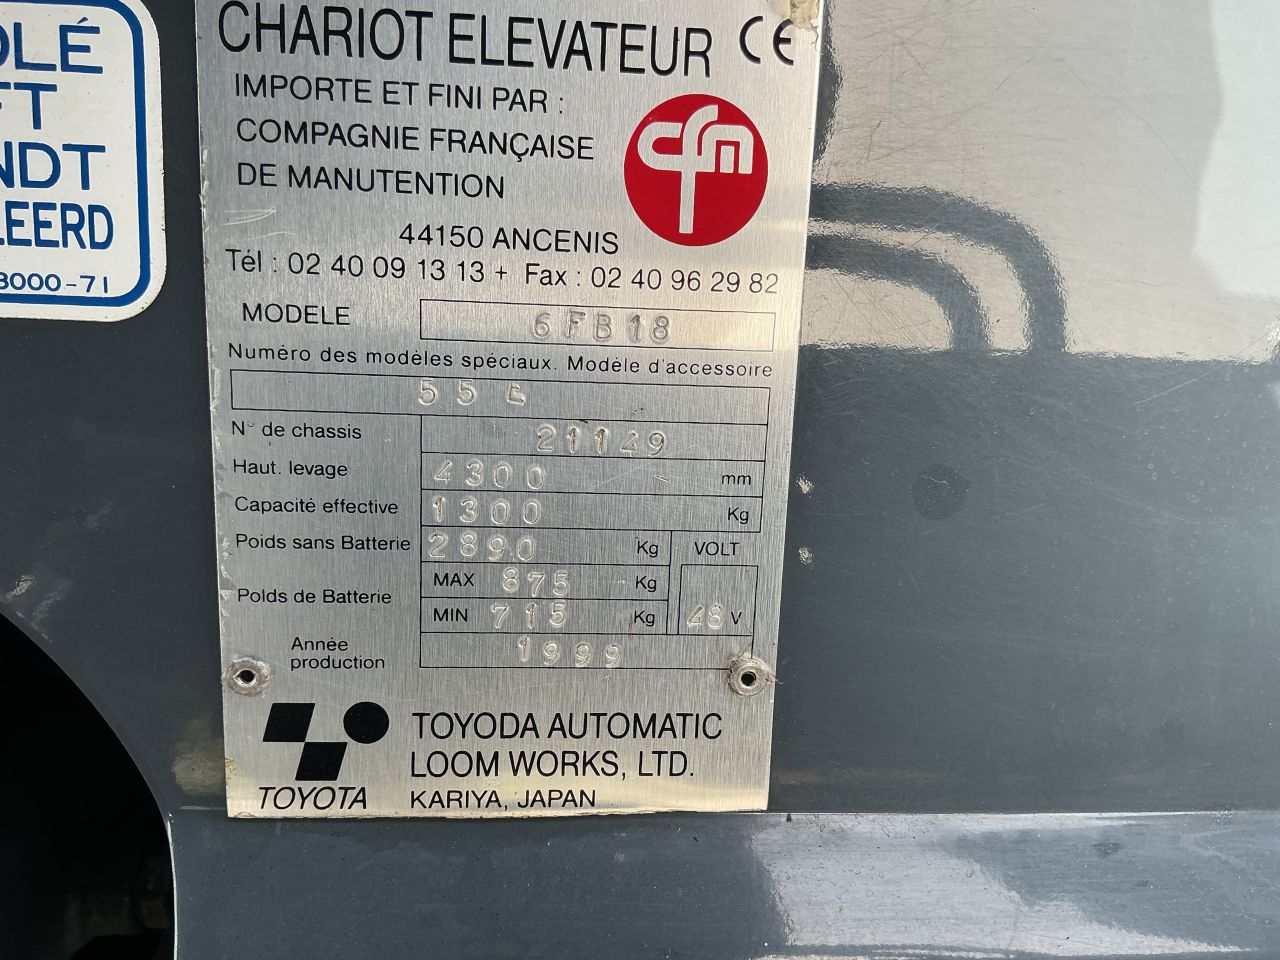 OLÉ
FT
NDT
LEERD
3000-71
CHARIOT ELEVATEUR CE
IMPORTE ET FINI PAR :
COMPAGNIE FRANÇAISE
DE MANUTENTION
cfm
44150 ANCENIS
Tél : 02 40 09 13 13 + Fax : 02 40 96 29 82
MODELE 6FB18
Numéro des modèles spéciaux. Modèle d'accessoire
55
N° de chassis 21149
Haut. levage 4300 mm
Capacité effective 1300 Kg
Poids sans Batterie 2890 Kg VOLT
Poids de Batterie MAX 875 Kg
MIN 715 Kg 48 V
Année
production 1999
TOYODA AUTOMATIC
LOOM WORKS, LTD.
TOYOTA KARIYA, JAPAN